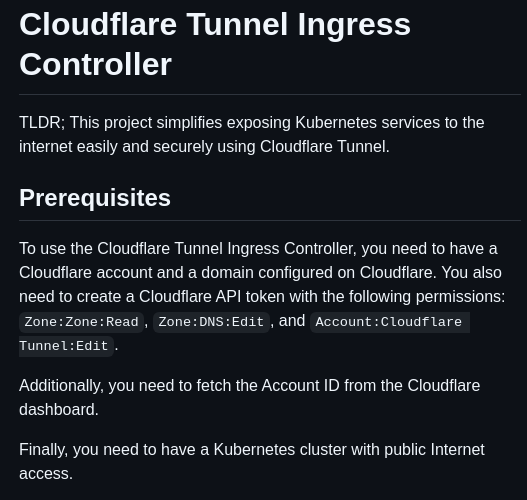 Cloudflare Tunnel Ingress
Controller
TLDR; This project simplifies exposing Kubernetes services to the
internet easily and securely using Cloudflare Tunnel.
Prerequisites
To use the Cloudflare Tunnel Ingress Controller, you need to have a
Cloudflare account and a domain configured on Cloudflare. You also
need to create a Cloudflare API token with the following permissions:
Zone:Zone:Read, Zone:DNS:Edit, and Account:Cloudflare
Tunnel:Edit.
Additionally, you need to fetch the Account ID from the Cloudflare
dashboard.
Finally, you need to have a Kubernetes cluster with public Internet
access.